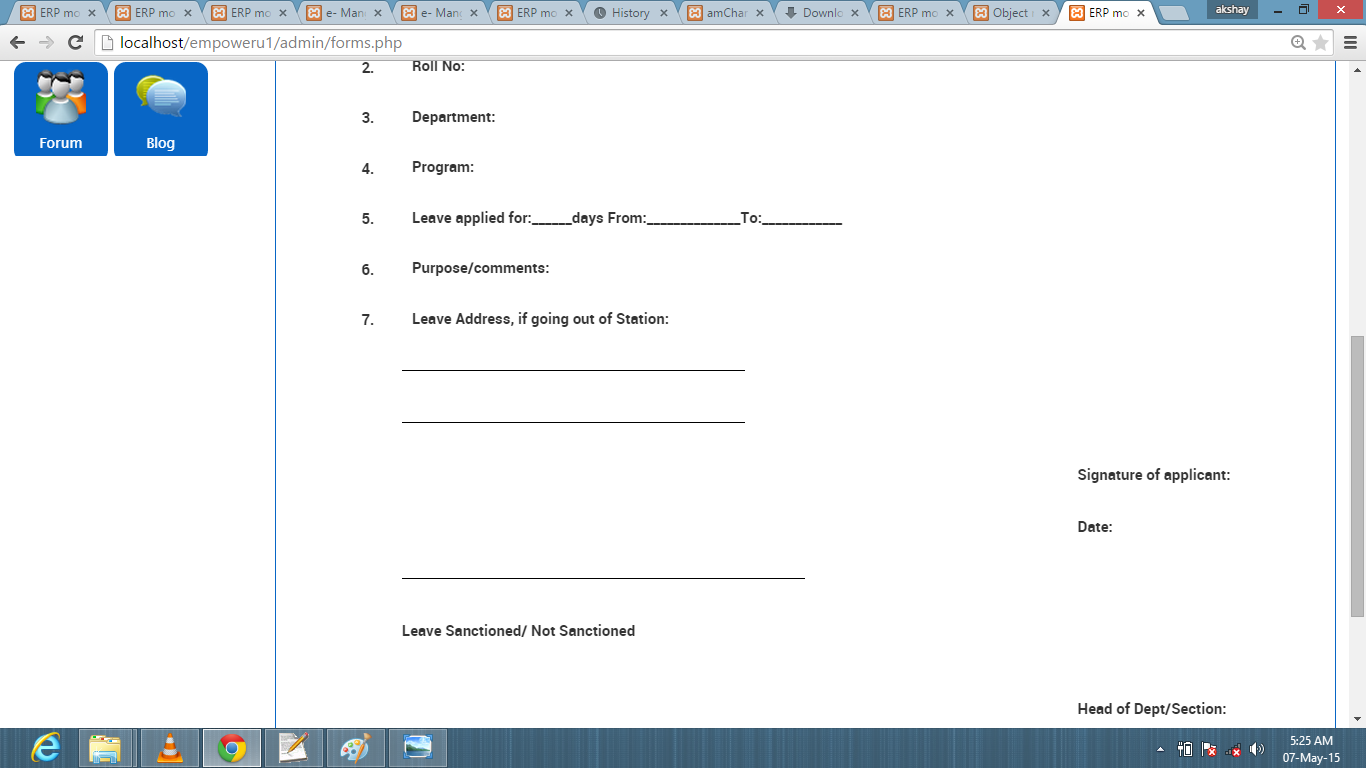 ERP mo
ERP mo
ERP mo
e- Man
e- Man
ERP mo
History
amChar
Downlo
ERP mo
Object
ERP mo
akshay
localhost/empoweru1/admin/forms.php
Forum
Blog
2. Roll No:
3. Department:
4. Program:
5. Leave applied for:______days From:______________To:____________
6. Purpose/comments:
7. Leave Address, if going out of Station:
Signature of applicant:
Date:
Leave Sanctioned/ Not Sanctioned
Head of Dept/Section:
5:25 AM
07-May-15